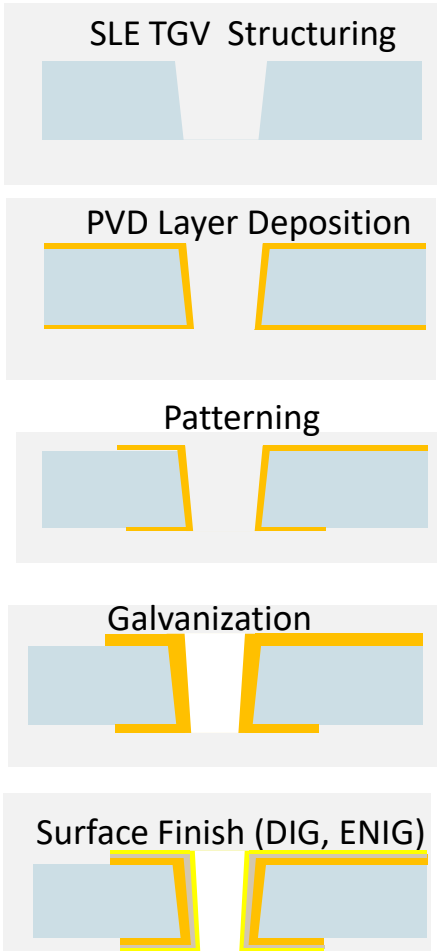 SLE TGV  Structuring
PVD Layer Deposition
Patterning
Galvanization
Surface Finish (DIG, ENIG)